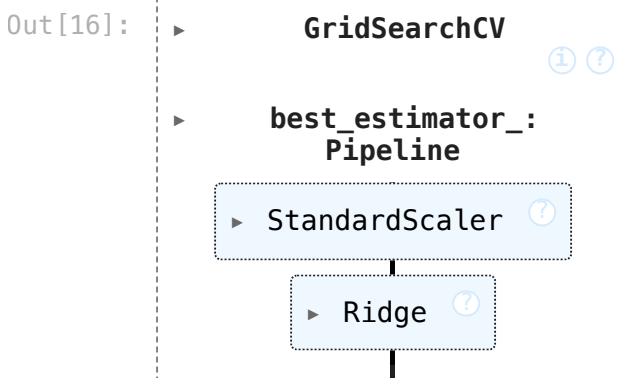 Out[16]:
▸ GridSearchCV
i ?
▸ best_estimator_:
Pipeline
▸ StandardScaler ?
▸ Ridge ?